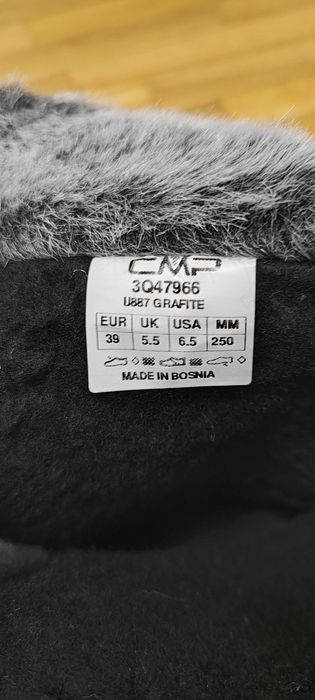 CMP
3Q47966
U887 GRAFITE
EUR UK USA MM
39 5.5 6.5 250
MADE IN BOSNIA